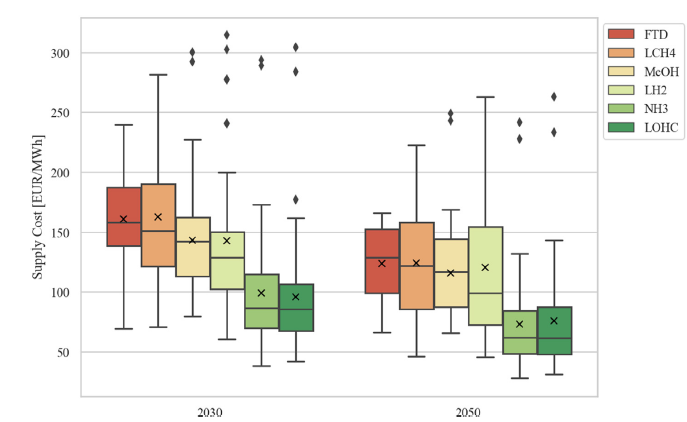 Supply Cost [EUR/MWh]
300
250
200
150
100
50
2030
2050
FTD
LCH4
MeOH
LH2
NH3
LOHC